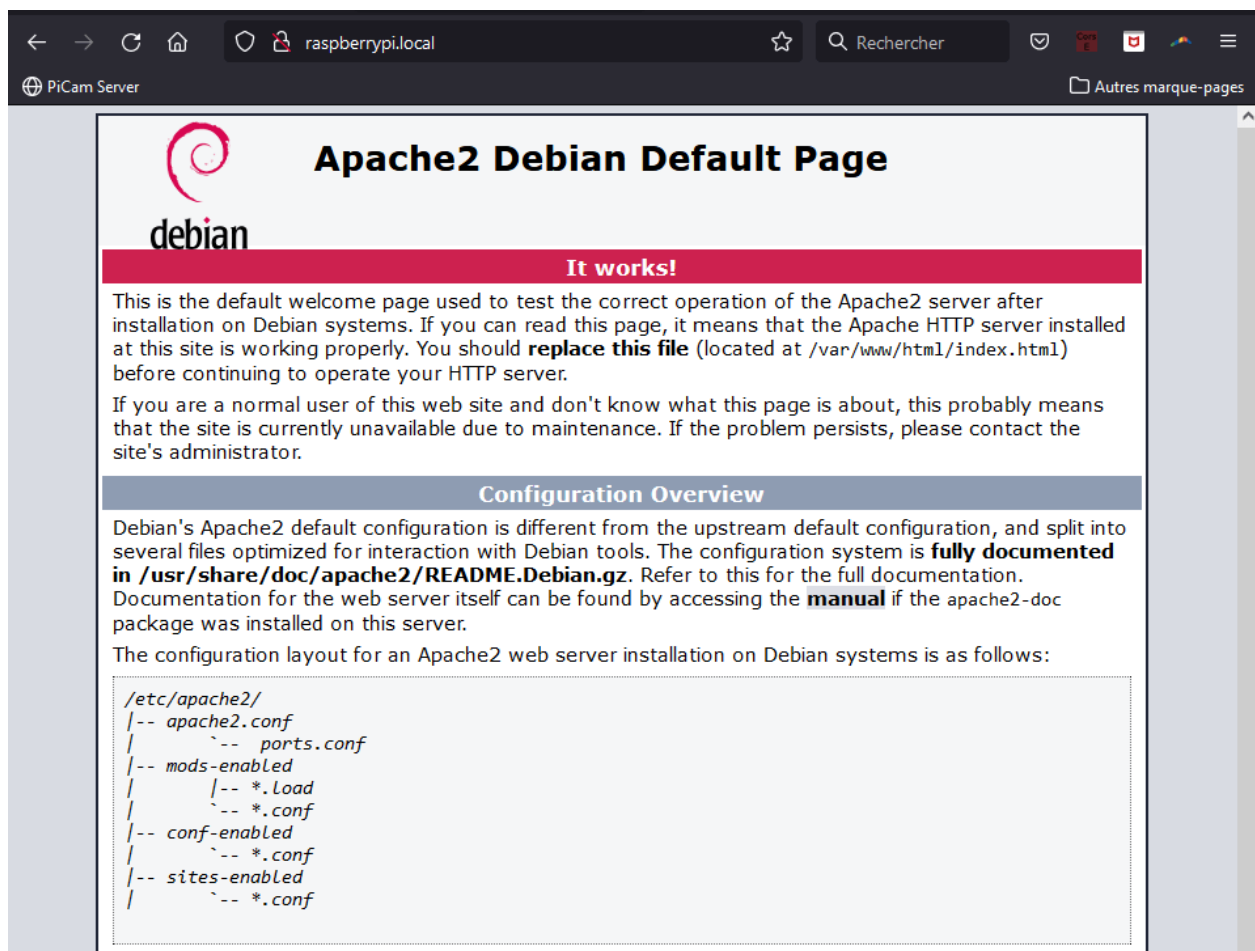 raspberrypi.local
Rechercher
Cors
E
PiCam Server
Autres marque-pages
debian
Apache2 Debian Default Page
It works!
This is the default welcome page used to test the correct operation of the Apache2 server after
installation on Debian systems. If you can read this page, it means that the Apache HTTP server installed
at this site is working properly. You should replace this file (located at /var/www/html/index.html)
before continuing to operate your HTTP server.
If you are a normal user of this web site and don't know what this page is about, this probably means
that the site is currently unavailable due to maintenance. If the problem persists, please contact the
site's administrator.
Configuration Overview
Debian's Apache2 default configuration is different from the upstream default configuration, and split into
several files optimized for interaction with Debian tools. The configuration system is fully documented
in /usr/share/doc/apache2/README.Debian.gz. Refer to this for the full documentation.
Documentation for the web server itself can be found by accessing the manual if the apache2-doc
package was installed on this server.
The configuration layout for an Apache2 web server installation on Debian systems is as follows:
/etc/apache2/
|-- apache2.conf
|       `--  ports.conf
|-- mods-enabled
|       |-- *.load
|       `-- *.conf
|-- conf-enabled
|       `-- *.conf
|-- sites-enabled
|       `-- *.conf